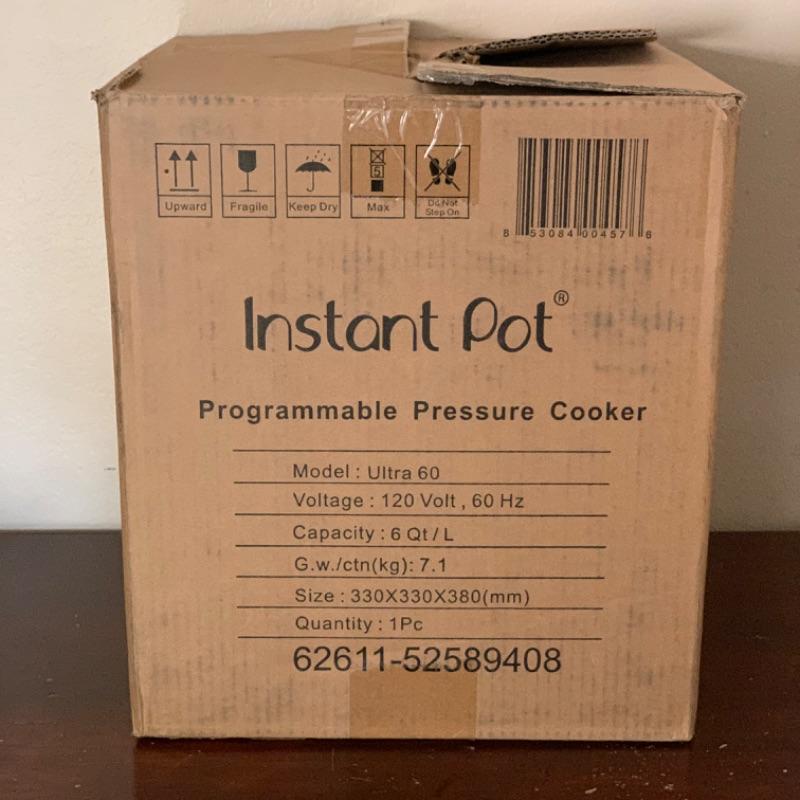 Upward
Fragile
Keep Dry
5
Max
Do Not
Step On
8 53084 00457 6
Instant Pot®
Programmable Pressure Cooker
Model : Ultra 60
Voltage : 120 Volt , 60 Hz
Capacity : 6 Qt / L
G.w./ctn(kg): 7.1
Size : 330X330X380(mm)
Quantity : 1Pc
62611-52589408